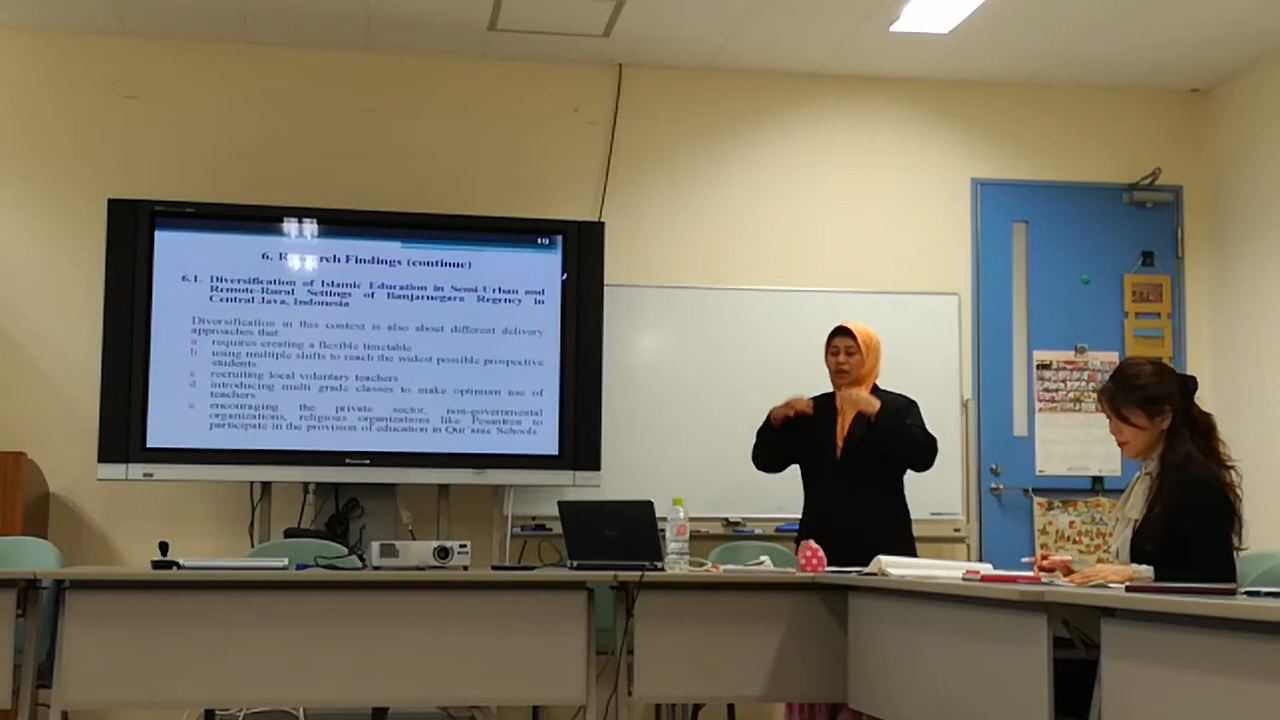 19
6. Research Findings (continue)
6.1. Diversification of Islamic Education in Semi-Urban and
Remote-Rural Settings of Banjarnegara Regency in
Central Java, Indonesia
Diversification in this context is also about different delivery
approaches that
a requires creating a flexible timetable
b using multiple shifts to reach the widest possible prospective
students
c recruiting local voluntary teachers
d introducing multi grade classes to make optimum use of
teachers
e encouraging the private sector, non-governmental
organizations, religious organizations like Pesantren to
participate in the provision of education in Qur'anic Schools
Panasonic